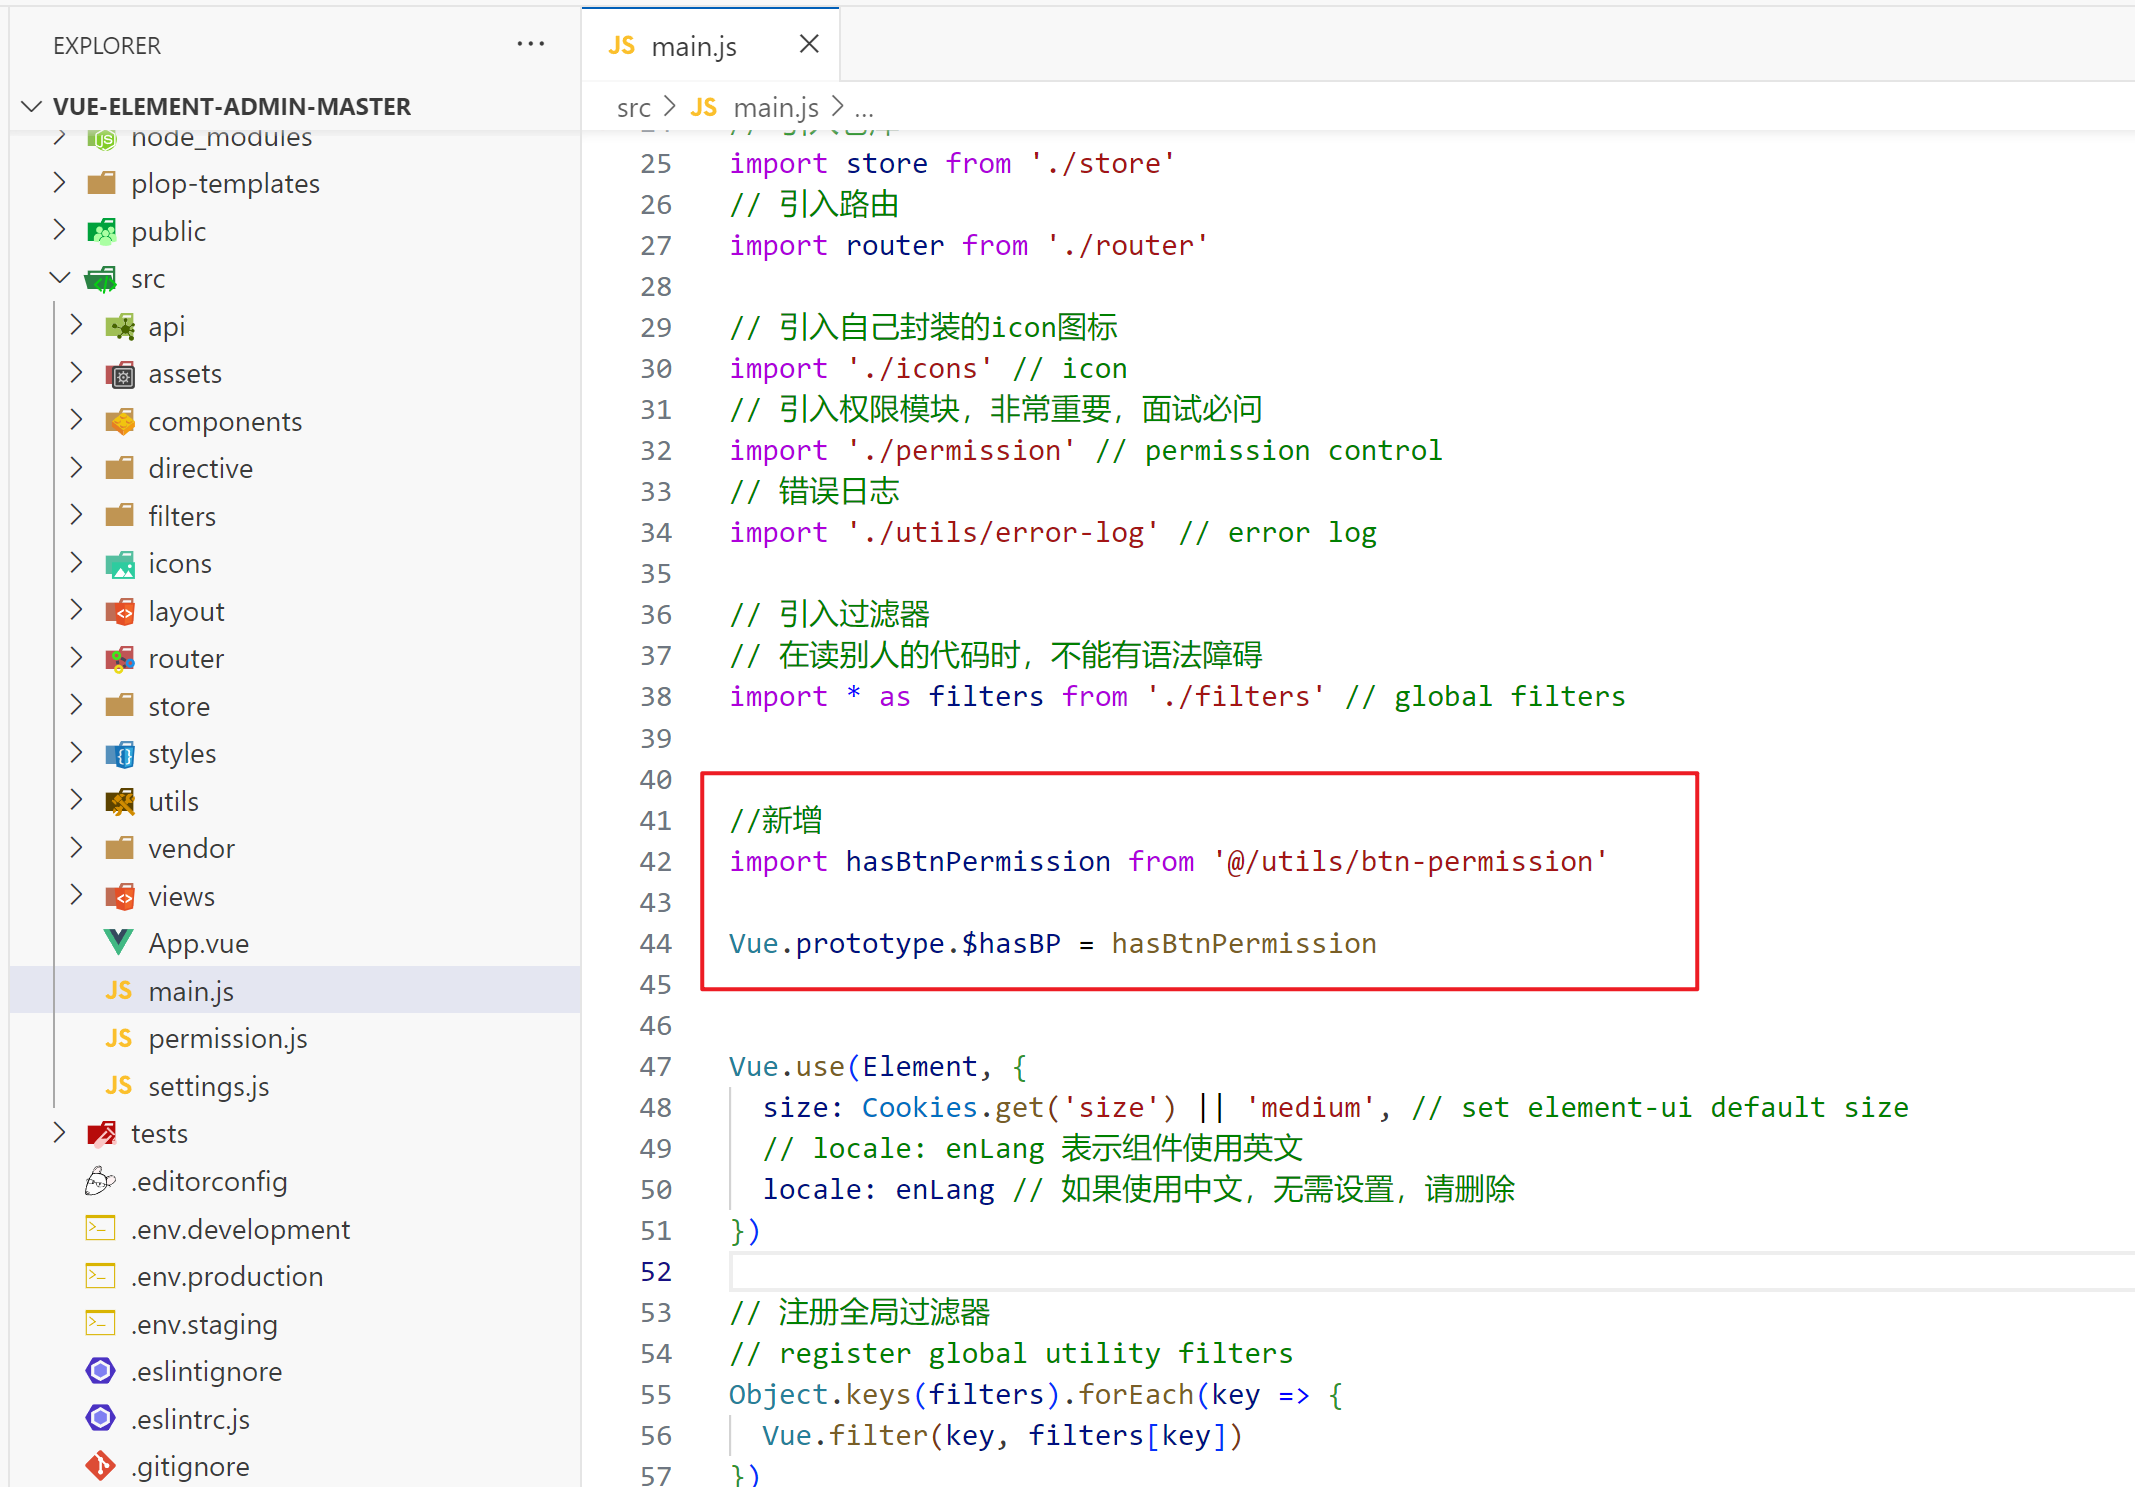 EXPLORER
VUE-ELEMENT-ADMIN-MASTER
node_modules
plop-templates
public
src
api
assets
components
directive
filters
icons
layout
router
store
styles
utils
vendor
views
App.vue
JS main.js
JS permission.js
JS settings.js
tests
.editorconfig
.env.development
.env.production
.env.staging
.eslintignore
.eslintrc.js
.gitignore
JS main.js
src > JS main.js > ...
25 import store from './store'
26 // 引入路由
27 import router from './router'
28
29 // 引入自己封装的icon图标
30 import './icons' // icon
31 // 引入权限模块，非常重要，面试必问
32 import './permission' // permission control
33 // 错误日志
34 import './utils/error-log' // error log
35
36 // 引入过滤器
37 // 在读别人的代码时，不能有语法障碍
38 import * as filters from './filters' // global filters
39
40
41 //新增
42 import hasBtnPermission from '@/utils/btn-permission'
43
44 Vue.prototype.$hasBP = hasBtnPermission
45
46
47 Vue.use(Element, {
48 size: Cookies.get('size') || 'medium', // set element-ui default size
49 // locale: enLang 表示组件使用英文
50 locale: enLang // 如果使用中文，无需设置，请删除
51 })
52
53 // 注册全局过滤器
54 // register global utility filters
55 Object.keys(filters).forEach(key => {
56 Vue.filter(key, filters[key])
57 })